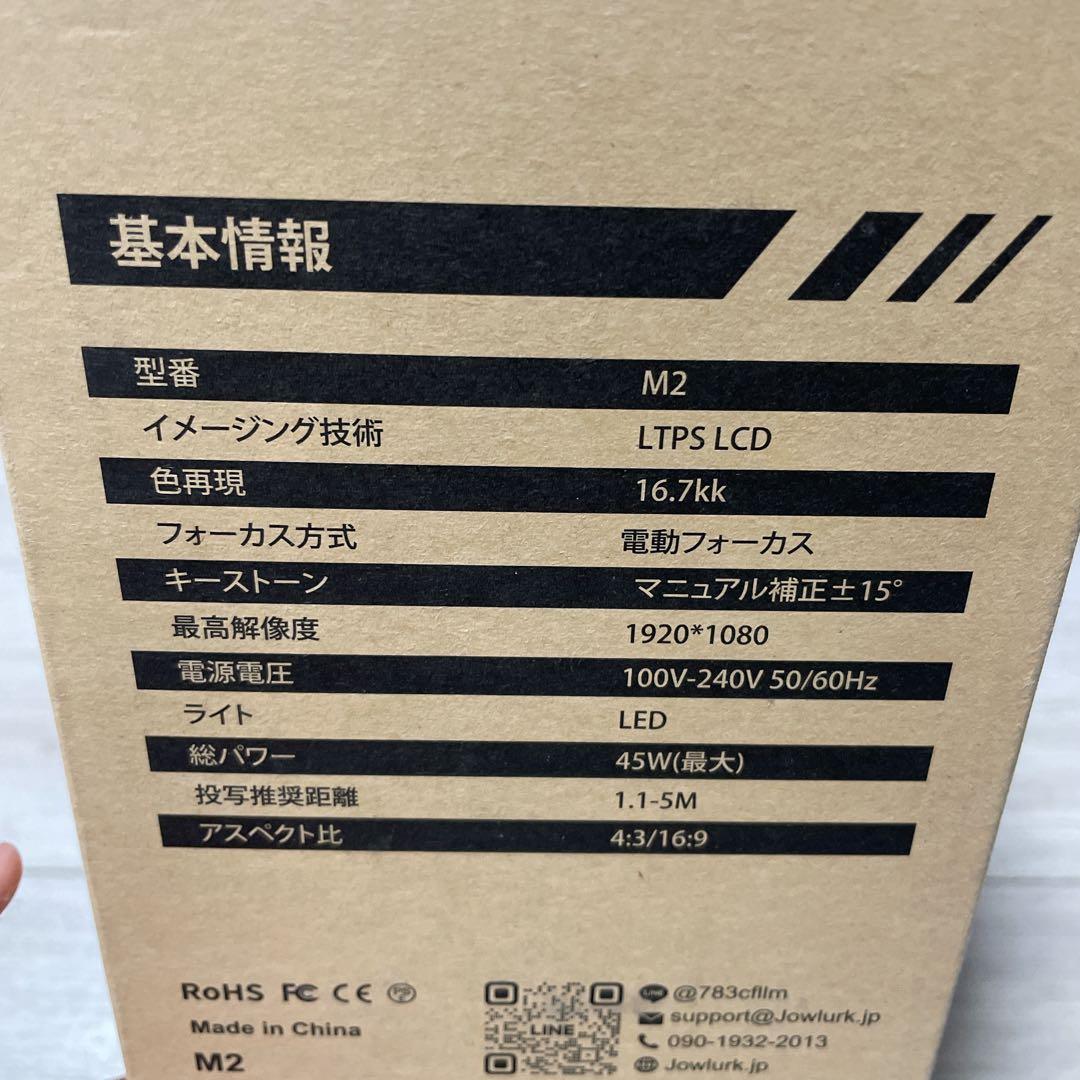 基本情報
型番 M2
イメージング技術 LTPS LCD
色再現 16.7kk
フォーカス方式 電動フォーカス
キーストーン マニュアル補正±15°
最高解像度 1920*1080
電源電圧 100V-240V 50/60Hz
ライト LED
総パワー 45W(最大)
投写推奨距離 1.1-5M
アスペクト比 4:3/16:9
RoHS FC CE PSE
Made in China
M2
LINE
LINE @783cfllm
support@Jowlurk.jp
090-1932-2013
Jowlurk.jp